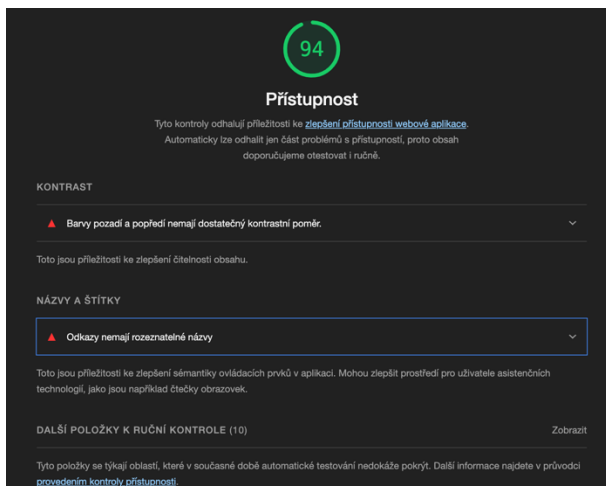 94
Přístupnost
Tyto kontroly odhalují příležitosti ke zlepšení přístupnosti webové aplikace.
Automaticky lze odhalit jen část problémů s přístupností, proto obsah
doporučujeme otestovat i ručně.
KONTRAST
Barvy pozadí a popředí nemají dostatečný kontrastní poměr.
Toto jsou příležitosti ke zlepšení čitelnosti obsahu.
NÁZVY A ŠTÍTKY
Odkazy nemají rozeznatelné názvy
Toto jsou příležitosti ke zlepšení sémantiky ovládacích prvků v aplikaci. Mohou zlepšit prostředí pro uživatele asistenčních
technologií, jako jsou například čtečky obrazovek.
DALŠÍ POLOŽKY K RUČNÍ KONTROLE (10) Zobrazit
Tyto položky se týkají oblastí, které v současné době automatické testování nedokáže pokrýt. Další informace najdete v průvodci
provedením kontroly přístupnosti.